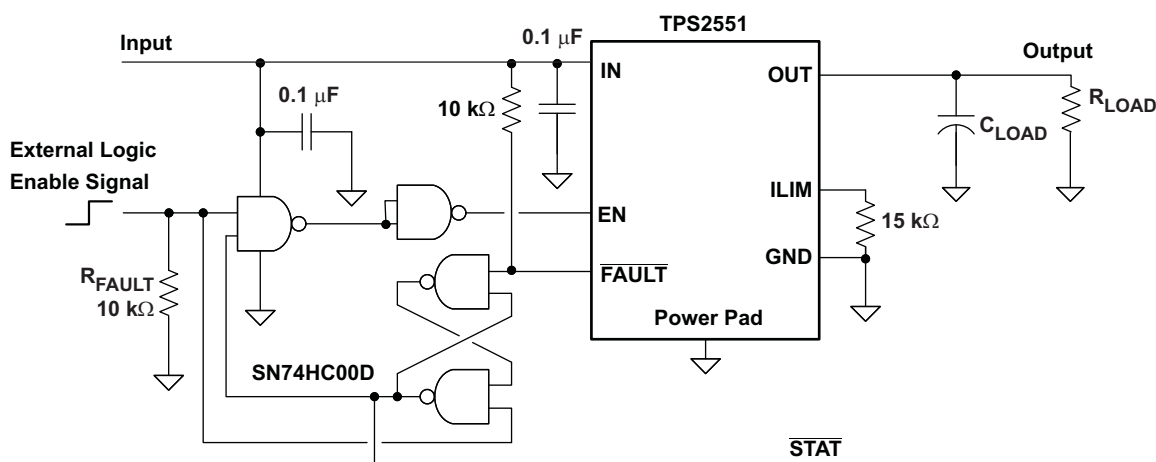 TPS2551
Input
0.1 μF
IN
OUT
Output
10 kΩ
0.1 μF
R_LOAD
C_LOAD
External Logic
Enable Signal
ILIM
EN
15 kΩ
GND
FAULT
R_FAULT
10 kΩ
Power Pad
SN74HC00D
STAT